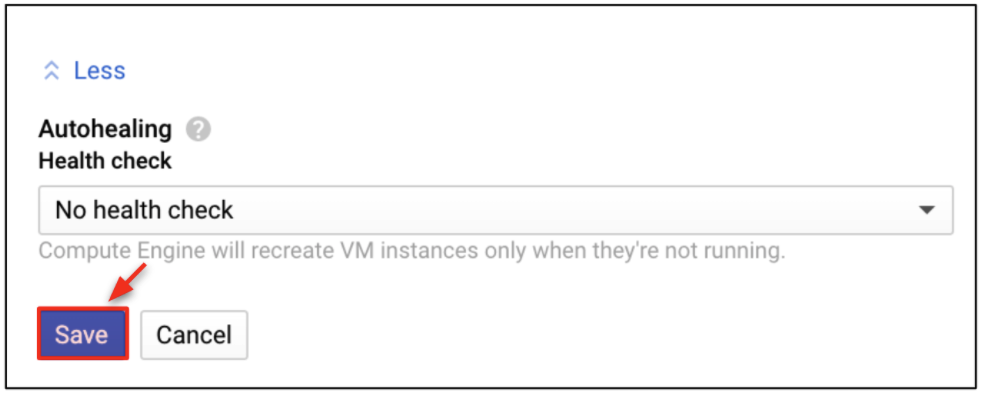 Less
Autohealing ?
Health check
No health check
Compute Engine will recreate VM instances only when they're not running.
Save Cancel